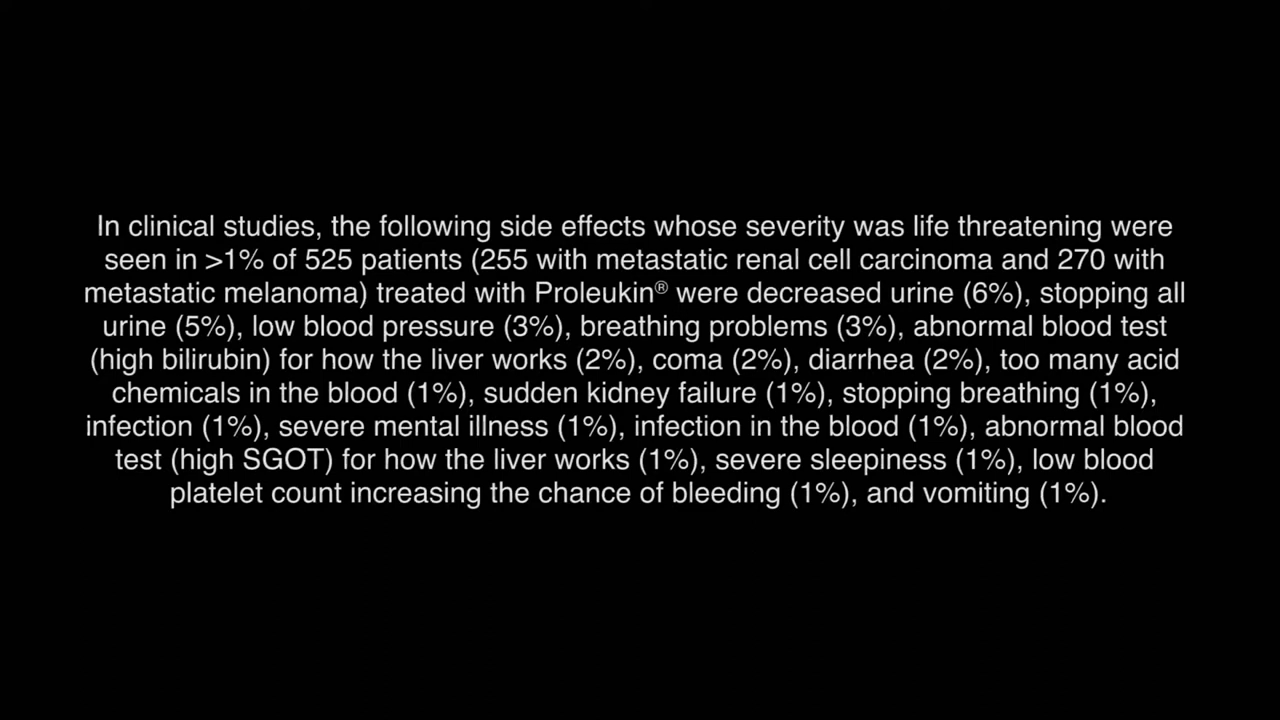 In clinical studies, the following side effects whose severity was life threatening were
seen in >1% of 525 patients (255 with metastatic renal cell carcinoma and 270 with
metastatic melanoma) treated with Proleukin® were decreased urine (6%), stopping all
urine (5%), low blood pressure (3%), breathing problems (3%), abnormal blood test
(high bilirubin) for how the liver works (2%), coma (2%), diarrhea (2%), too many acid
chemicals in the blood (1%), sudden kidney failure (1%), stopping breathing (1%),
infection (1%), severe mental illness (1%), infection in the blood (1%), abnormal blood
test (high SGOT) for how the liver works (1%), severe sleepiness (1%), low blood
platelet count increasing the chance of bleeding (1%), and vomiting (1%).